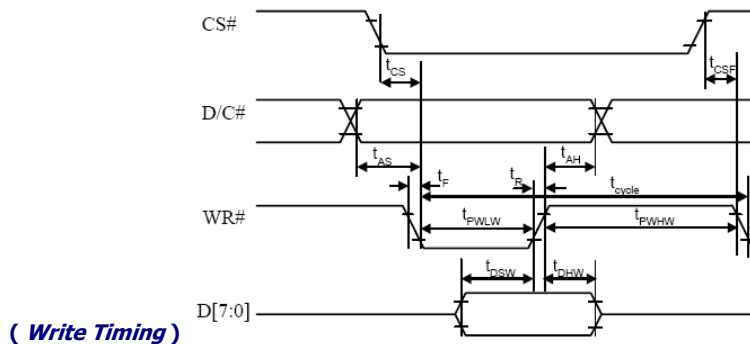 CS#
tCS
tCSF
D/C#
tAS
tAH
tF
tR
tcycle
WR#
tPWLW
tPWHW
tDSW
tDHW
D[7:0]
( Write Timing )